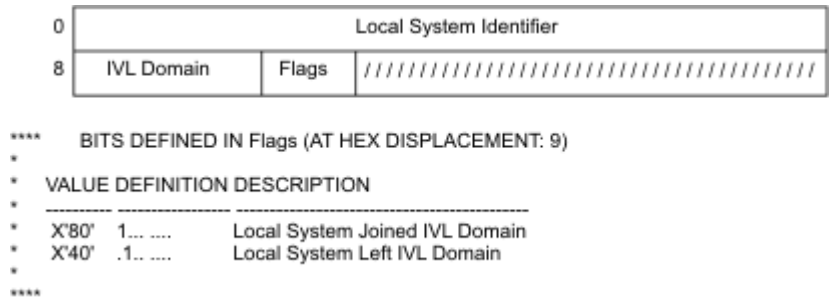 0 Local System Identifier
8 IVL Domain Flags ////////////////////////////////////////////
**** BITS DEFINED IN Flags (AT HEX DISPLACEMENT: 9)
*
* VALUE DEFINITION DESCRIPTION
* ---------- ----------------- --------------------------------------------
* X'80' 1... .... Local System Joined IVL Domain
* X'40' .1.. .... Local System Left IVL Domain
*
****